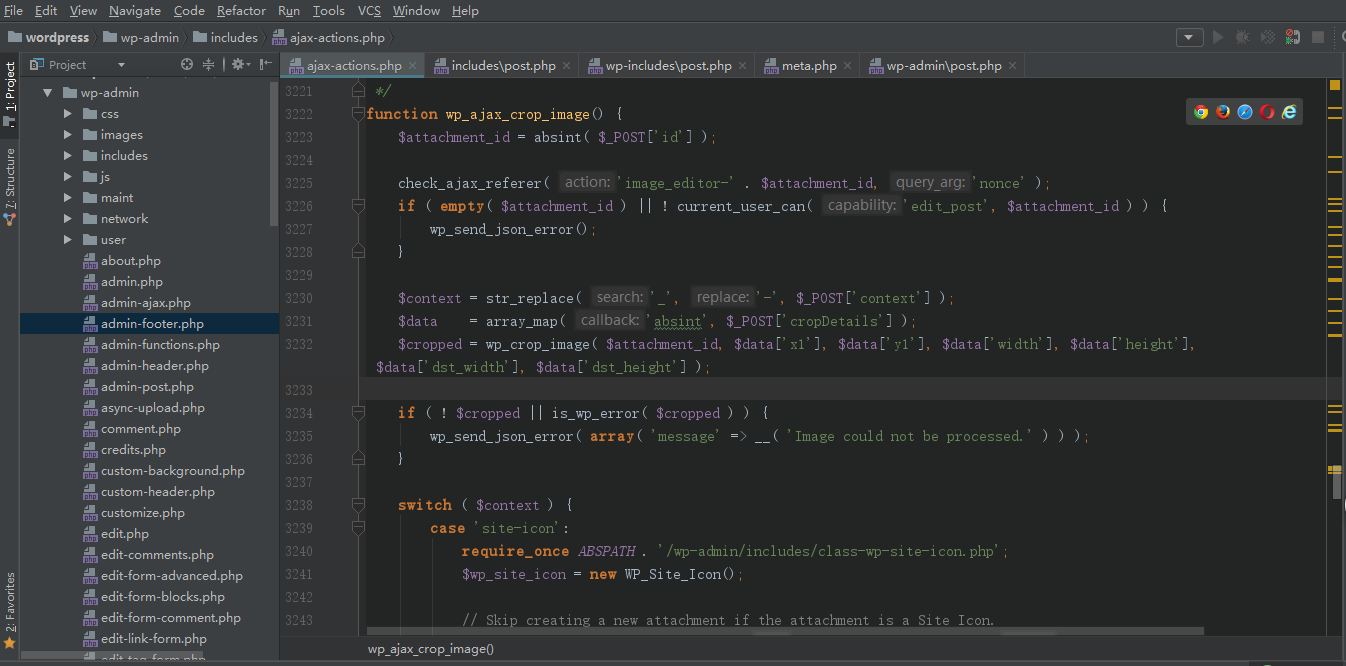 File Edit View Navigate Code Refactor Run Tools VCS Window Help
wordpress wp-admin includes ajax-actions.php
1: Project
7: Structure
2: Favorites
Project
wp-admin
css
images
includes
js
maint
network
user
about.php
admin.php
admin-ajax.php
admin-footer.php
admin-functions.php
admin-header.php
admin-post.php
async-upload.php
comment.php
credits.php
custom-background.php
custom-header.php
customize.php
edit.php
edit-comments.php
edit-form-advanced.php
edit-form-blocks.php
edit-form-comment.php
edit-link-form.php
edit-tag-form.php
ajax-actions.php includes\post.php wp-includes\post.php meta.php wp-admin\post.php
3221 */
3222 function wp_ajax_crop_image() {
3223 $attachment_id = absint( $_POST['id'] );
3224
3225 check_ajax_referer( action: 'image_editor-' . $attachment_id, query_arg: 'nonce' );
3226 if ( empty( $attachment_id ) || ! current_user_can( capability: 'edit_post', $attachment_id ) ) {
3227 wp_send_json_error();
3228 }
3229
3230 $context = str_replace( search: '_', replace: '-', $_POST['context'] );
3231 $data = array_map( callback: 'absint', $_POST['cropDetails'] );
3232 $cropped = wp_crop_image( $attachment_id, $data['x1'], $data['y1'], $data['width'], $data['height'],
$data['dst_width'], $data['dst_height'] );
3233
3234 if ( ! $cropped || is_wp_error( $cropped ) ) {
3235 wp_send_json_error( array( 'message' => __( 'Image could not be processed.' ) ) );
3236 }
3237
3238 switch ( $context ) {
3239 case 'site-icon':
3240 require_once ABSPATH . '/wp-admin/includes/class-wp-site-icon.php';
3241 $wp_site_icon = new WP_Site_Icon();
3242
3243 // Skip creating a new attachment if the attachment is a Site Icon.
wp_ajax_crop_image()